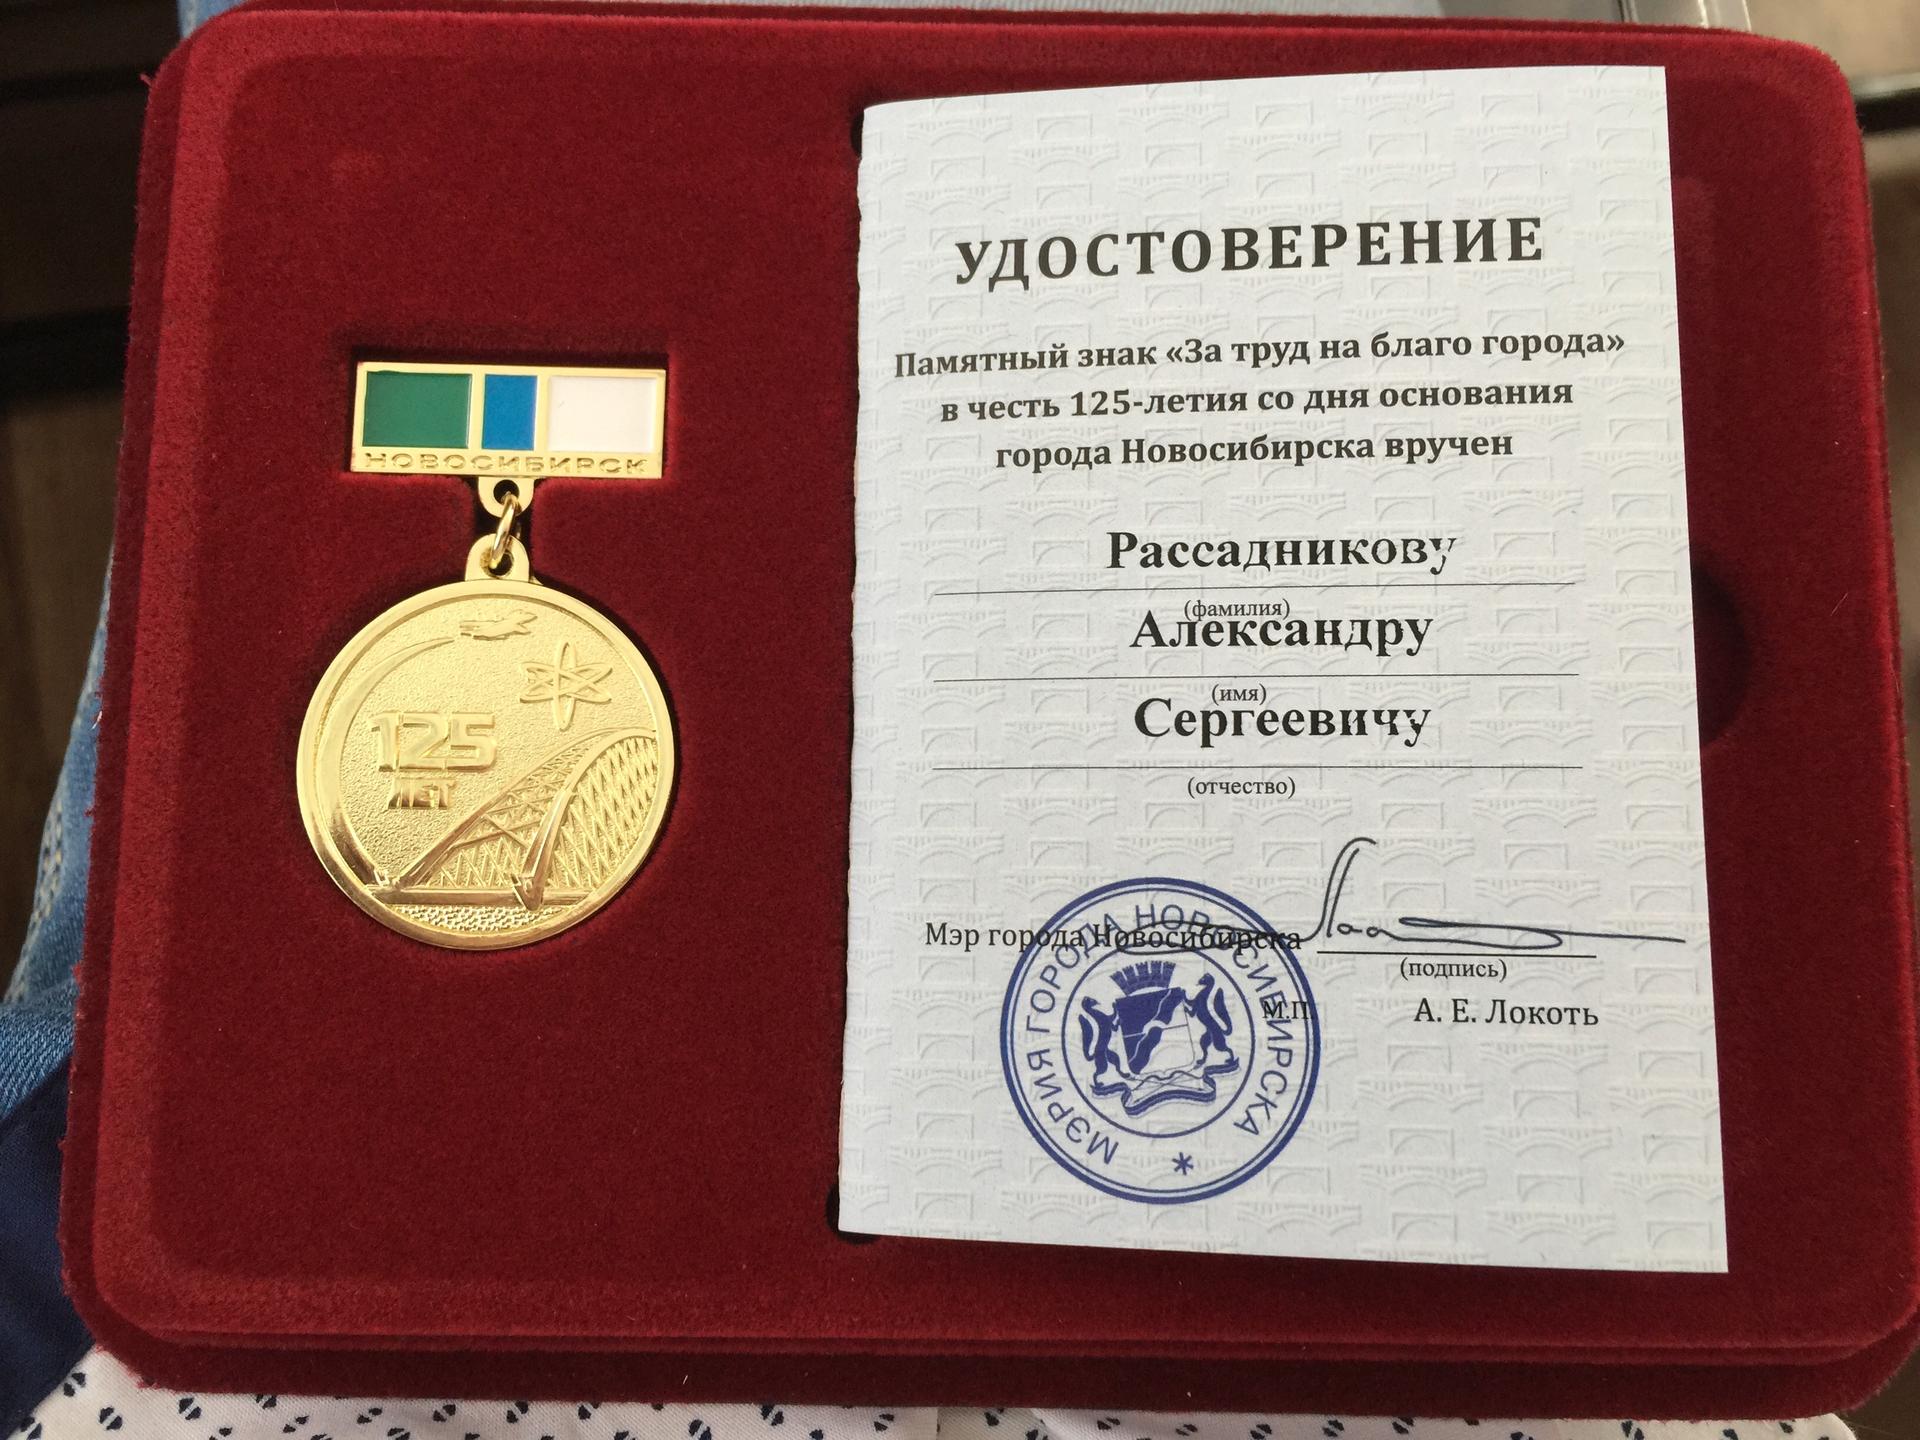 НОВОСИБИРСК
125
ЛЕТ
УДОСТОВЕРЕНИЕ
Памятный знак «За труд на благо города»
в честь 125-летия со дня основания
города Новосибирска вручен
Рассадникову
(фамилия)
Александру
(имя)
Сергеевичу
(отчество)
Мэр города Новосибирска
(подпись)
М.П.
А. Е. Локоть
МЭРИЯ ГОРОДА НОВОСИБИРСКА